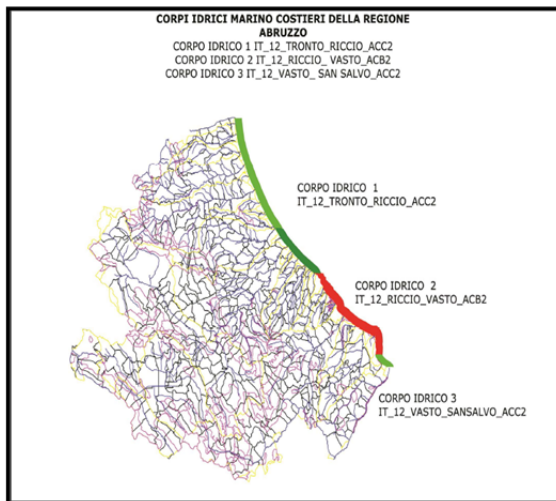 CORPI IDRICI MARINO COSTIERI DELLA REGIONE
ABRUZZO
CORPO IDRICO 1 IT_12_TRONTO_RICCIO_ACC2
CORPO IDRICO 2 IT_12_RICCIO_ VASTO_ACB2
CORPO IDRICO 3 IT_12_VASTO_ SAN SALVO_ACC2
CORPO IDRICO 1
IT_12_TRONTO_RICCIO_ACC2
CORPO IDRICO 2
IT_12_RICCIO_VASTO_ACB2
CORPO IDRICO 3
IT_12_VASTO_SANSALVO_ACC2